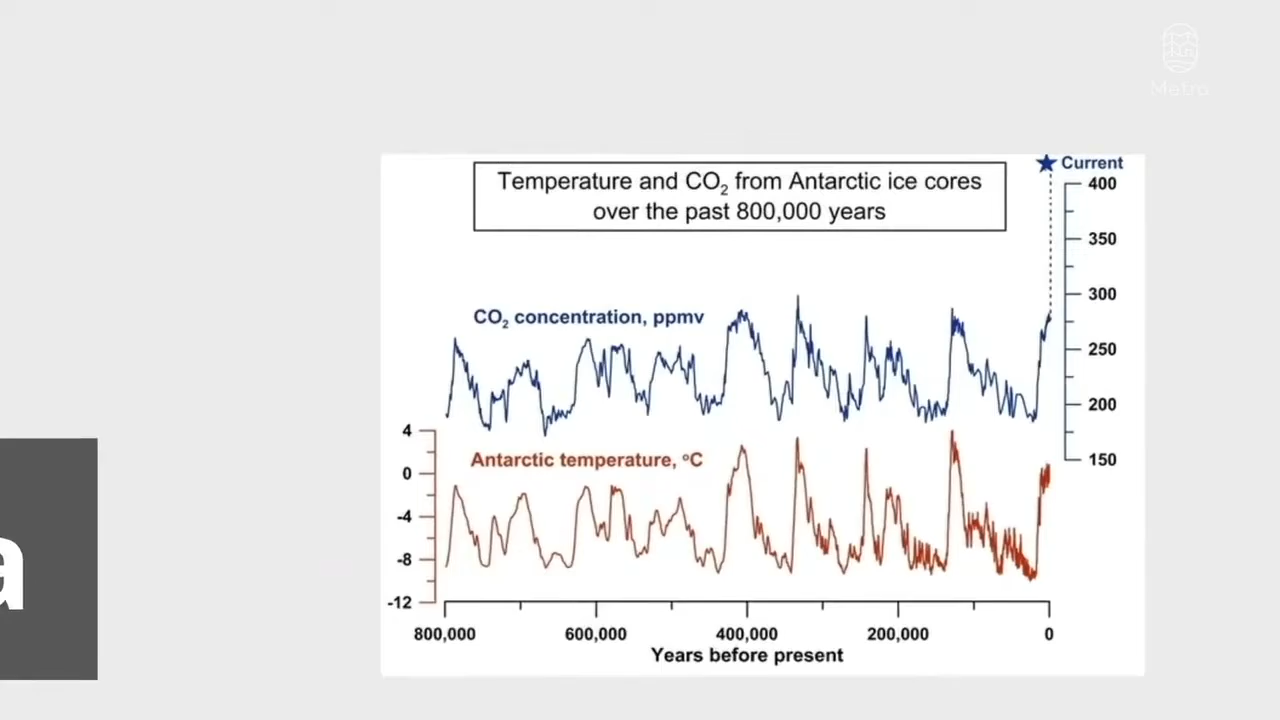 Metro
Current
Temperature and CO₂ from Antarctic ice cores
over the past 800,000 years
400
350
300
250
200
150
CO₂ concentration, ppmv
Antarctic temperature, °C
4
0
-4
-8
-12
800,000 600,000 400,000 200,000 0
Years before present
a